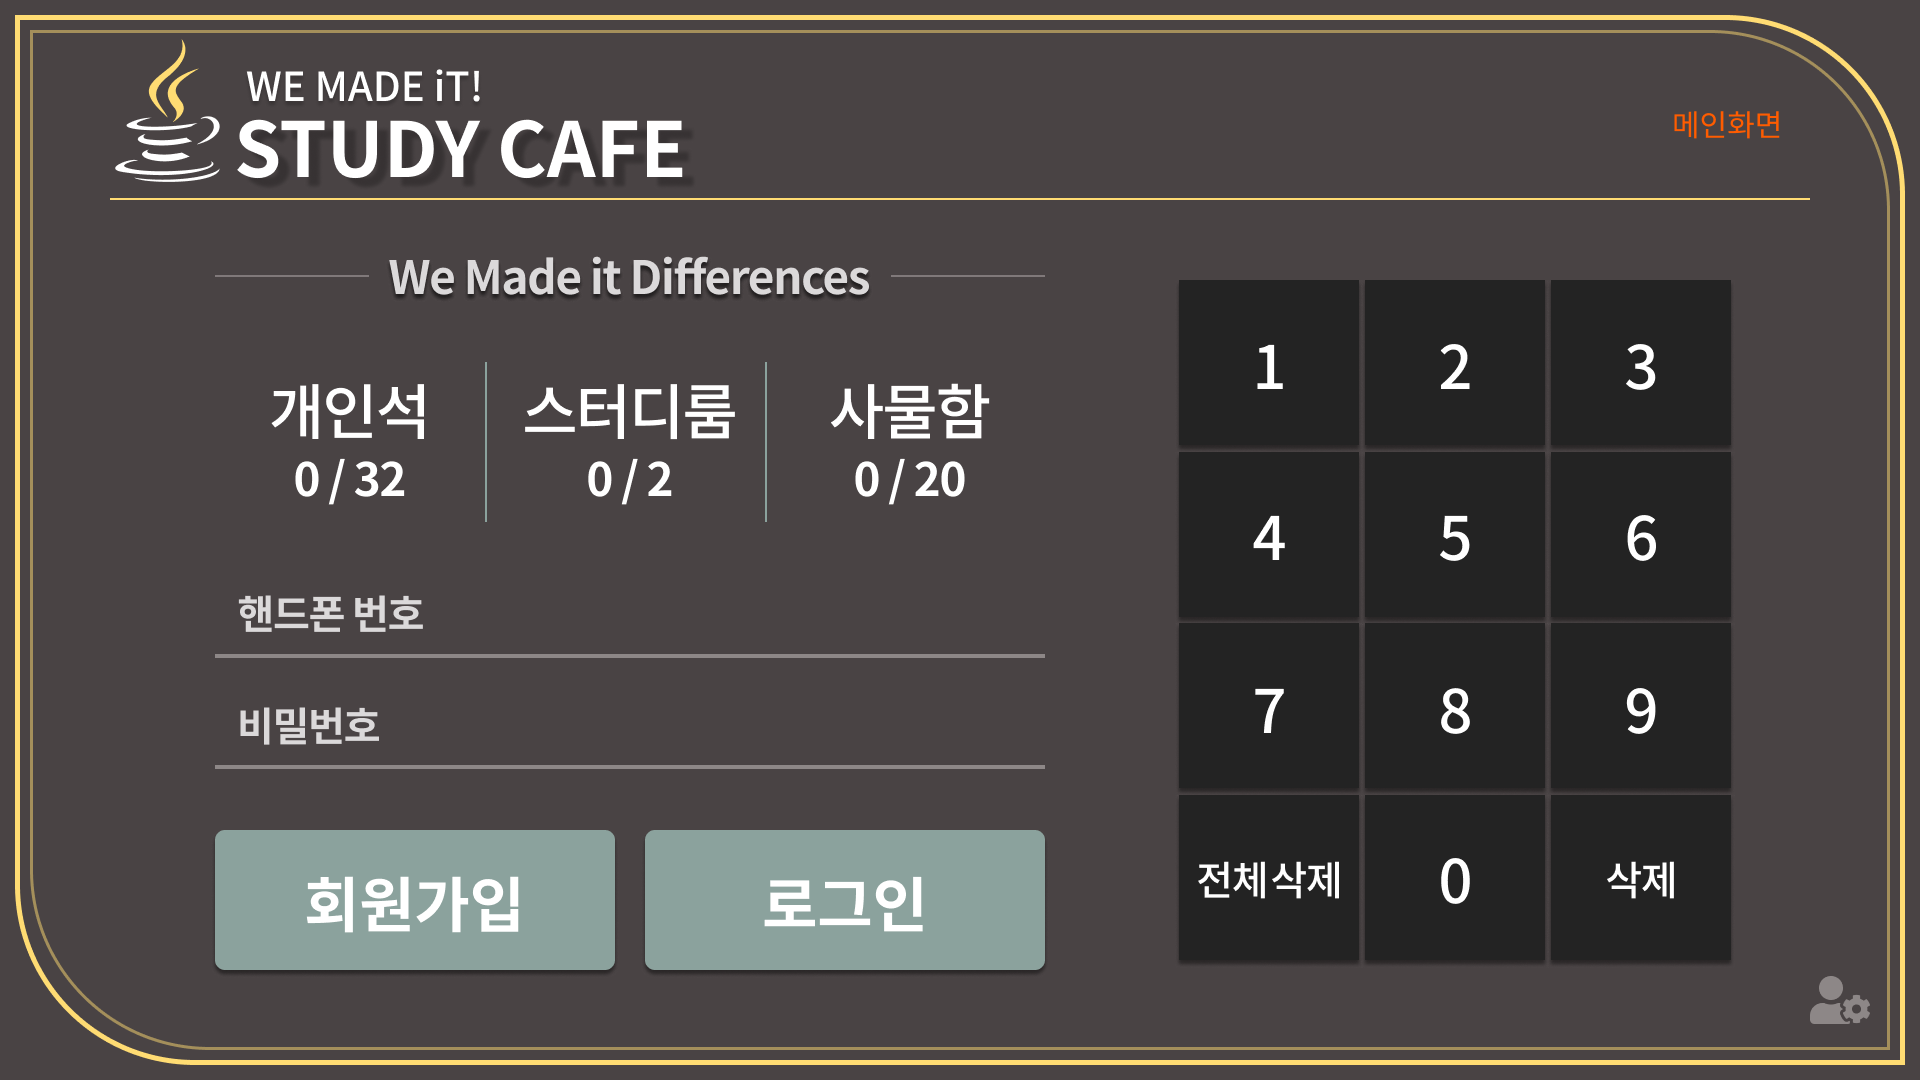 WE MADE iT!
STUDY CAFE
메인화면
We Made it Differences
개인석
0 / 32
스터디룸
0 / 2
사물함
0 / 20
핸드폰 번호
비밀번호
회원가입
로그인
1
2
3
4
5
6
7
8
9
전체삭제
0
삭제